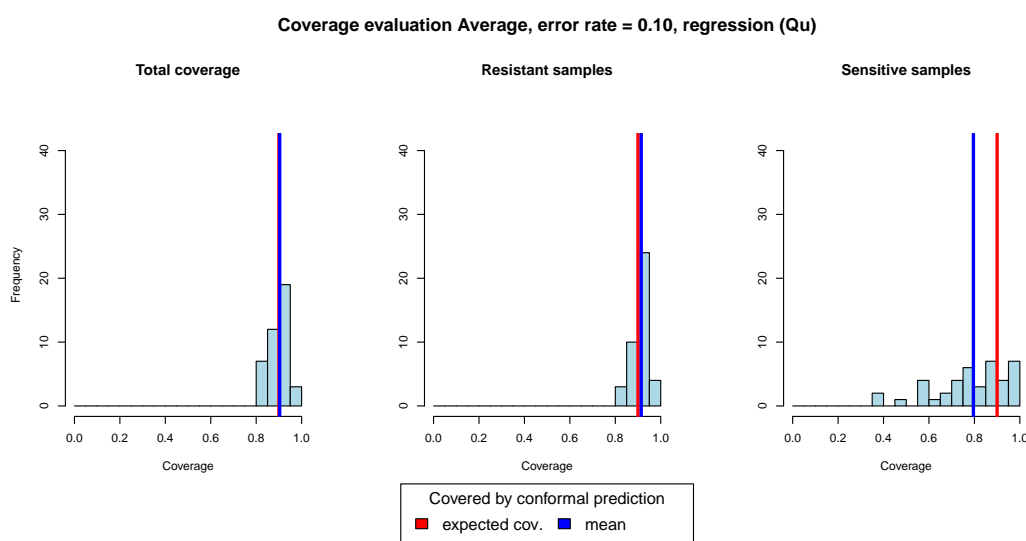 Coverage evaluation Average, error rate = 0.10, regression (Qu)
Total coverage
Resistant samples
Sensitive samples
Frequency
40
30
20
10
0
0.0 0.2 0.4 0.6 0.8 1.0
Coverage
40
30
20
10
0
0.0 0.2 0.4 0.6 0.8 1.0
Coverage
40
30
20
10
0
0.0 0.2 0.4 0.6 0.8 1.0
Coverage
Covered by conformal prediction
expected cov. mean